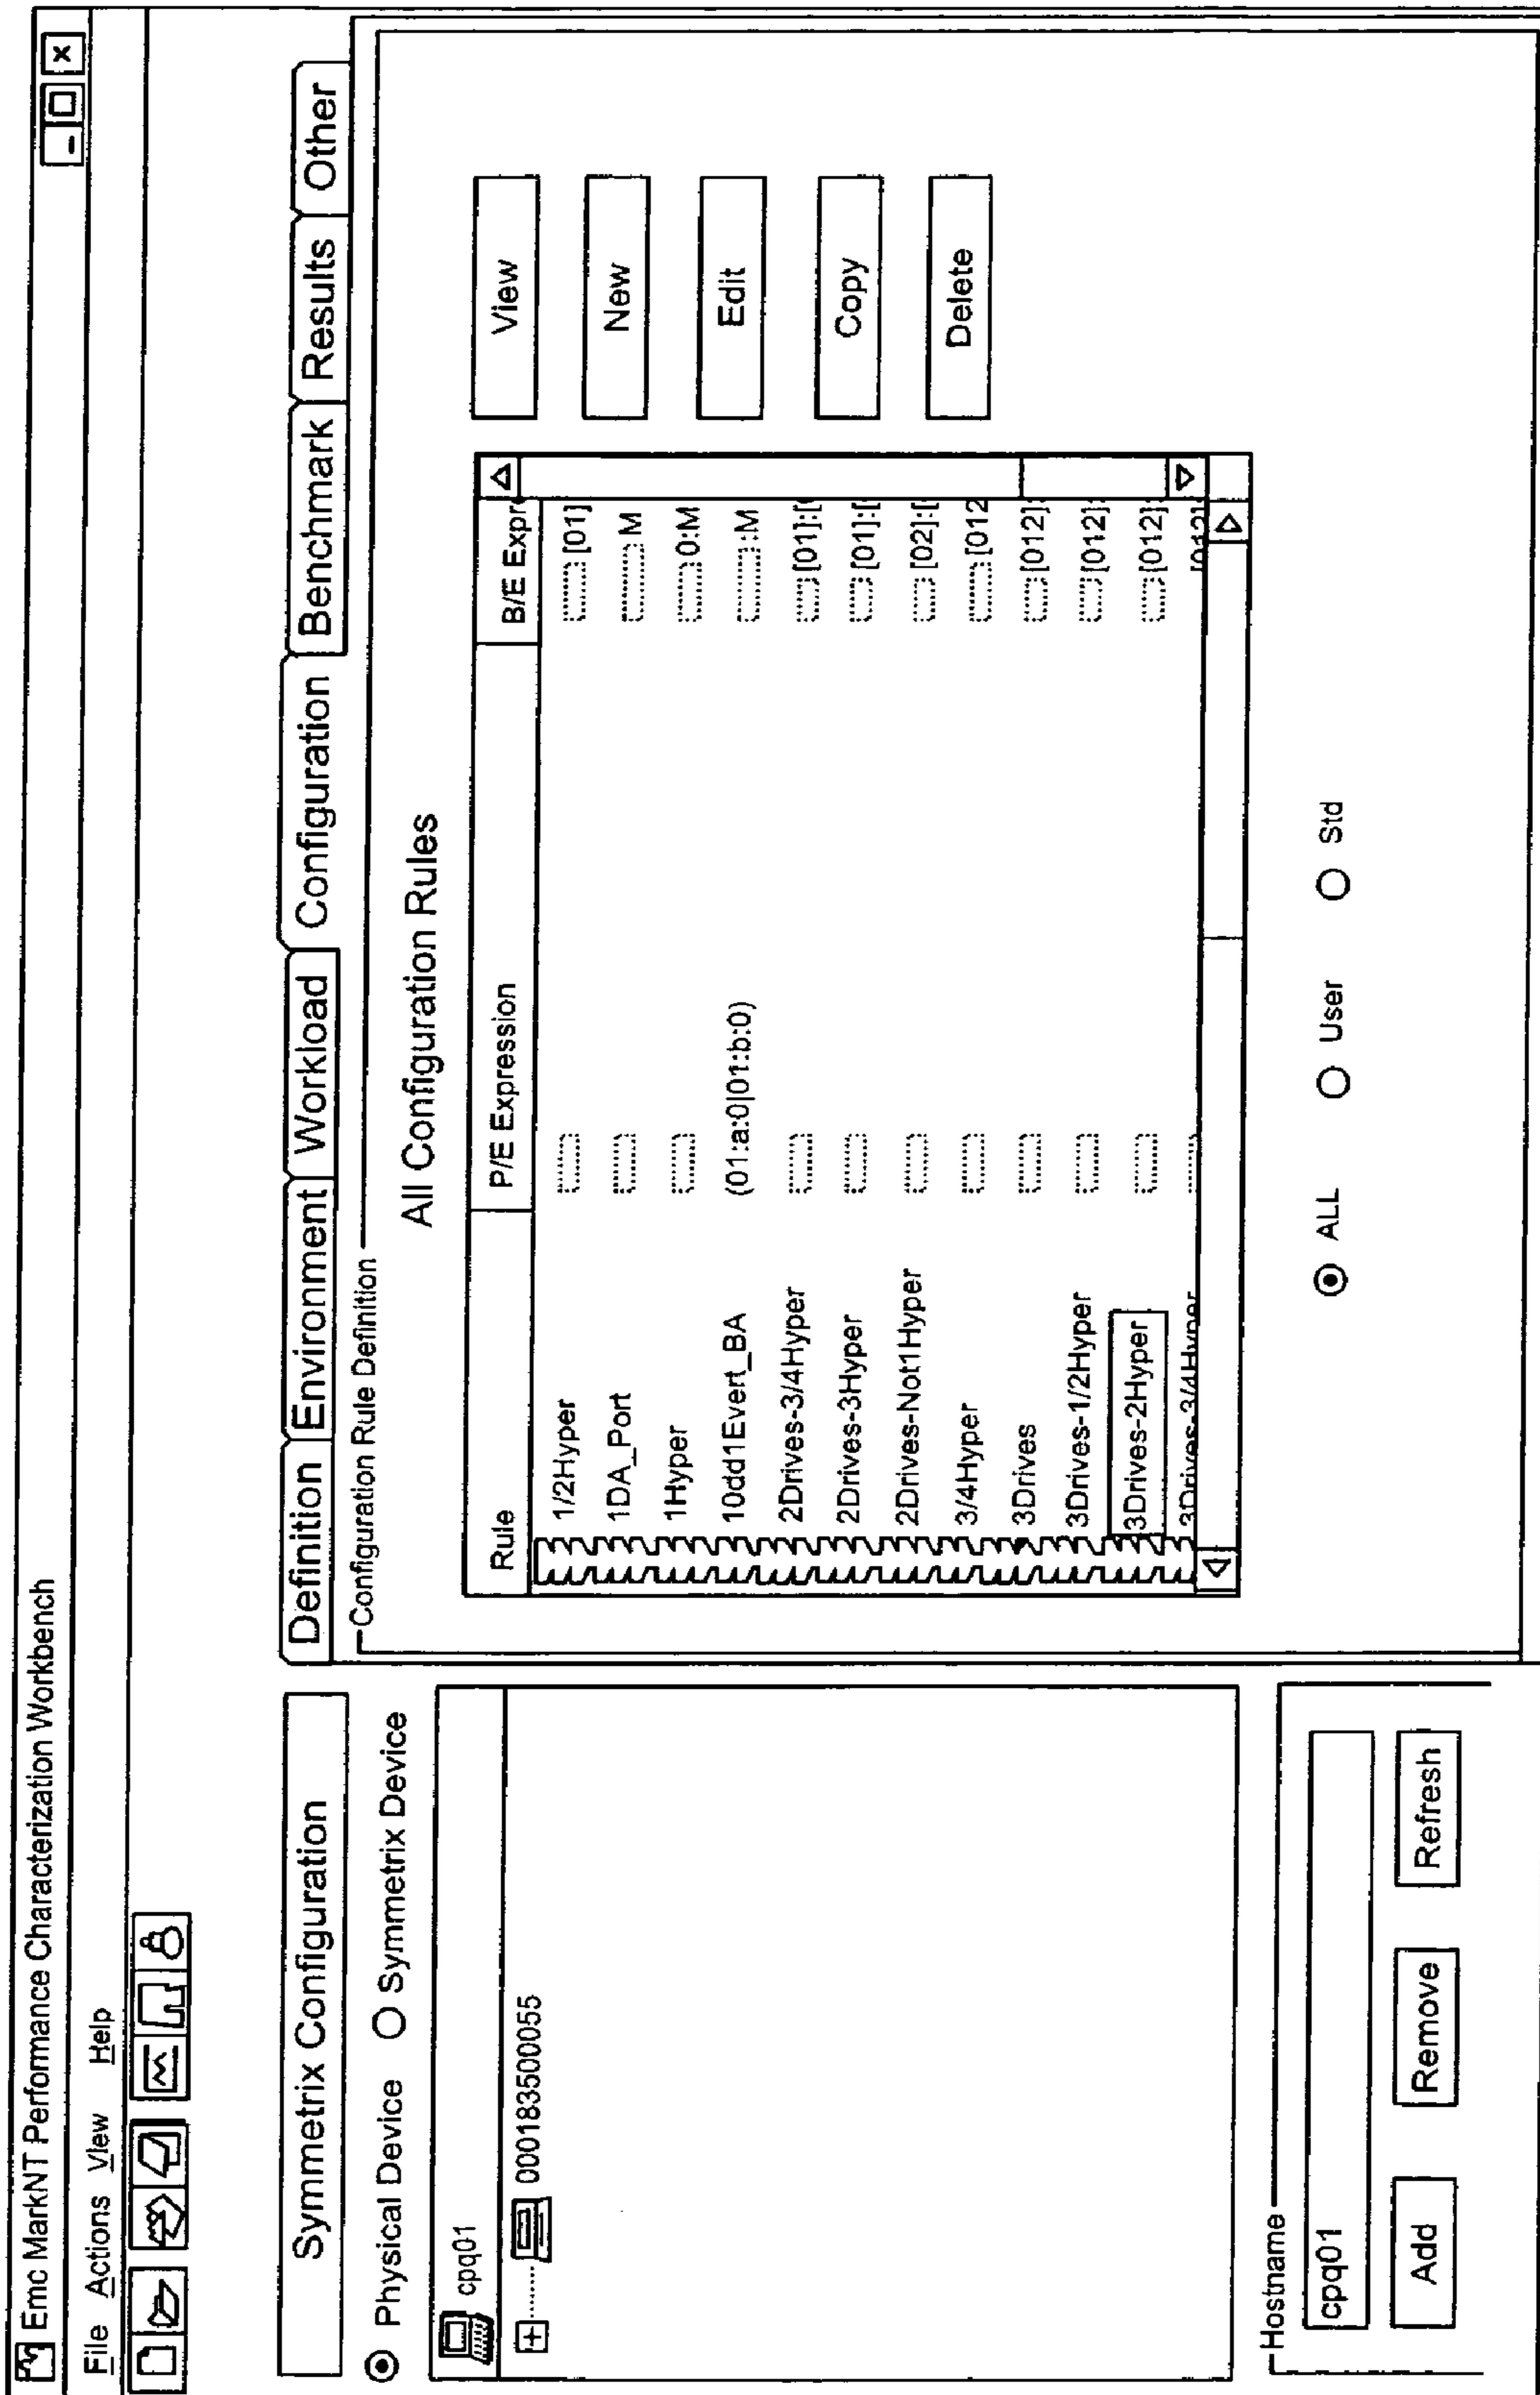 Emc MarkNT Performance Characterization Workbench
File Actions View Help
Symmetrix Configuration
Physical Device Symmetrix Device
cpq01
000183500055
Hostname
cpq01
Add Remove Refresh
Definition Environment Workload Configuration Benchmark Results Other
Configuration Rule Definition
All Configuration Rules
Rule P/E Expression B/E Expr
1/2Hyper [01]
1DA_Port M
1Hyper 0:M
10dd1Evert_BA (01:a:0|01:b:0) :M
2Drives-3/4Hyper [01]:[
2Drives-3Hyper [01]:[
2Drives-Not1Hyper [02]:[
3/4Hyper [012
3Drives [012]:
3Drives-1/2Hyper [012]:
3Drives-2Hyper [012]:
3Drives-3/4Hyper [012]
View
New
Edit
Copy
Delete
ALL User Std